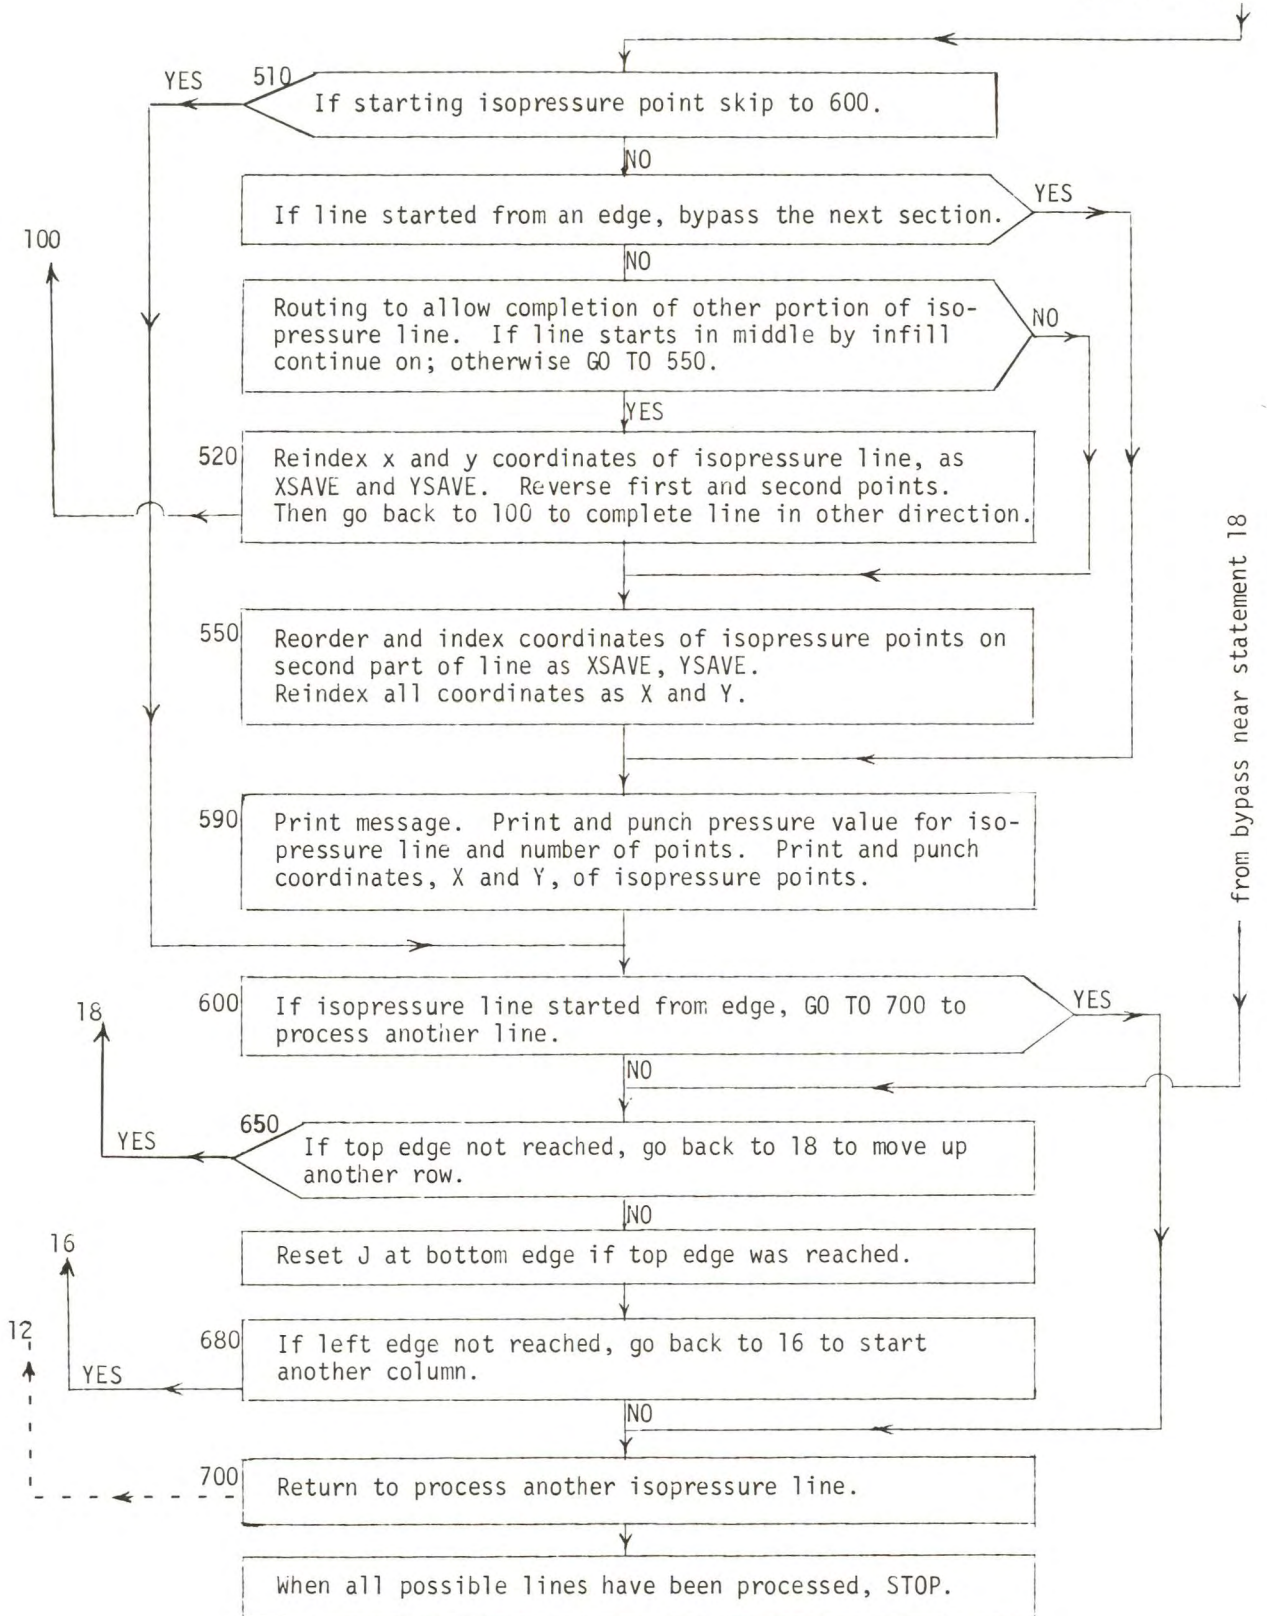 YES
510
If starting isopressure point skip to 600.
NO
If line started from an edge, bypass the next section.
YES
100
NO
Routing to allow completion of other portion of iso-
pressure line. If line starts in middle by infill
continue on; otherwise GO TO 550.
NO
YES
520
Reindex x and y coordinates of isopressure line, as
XSAVE and YSAVE. Reverse first and second points.
Then go back to 100 to complete line in other direction.
550
Reorder and index coordinates of isopressure points on
second part of line as XSAVE, YSAVE.
Reindex all coordinates as X and Y.
from bypass near statement 18
590
Print message. Print and punch pressure value for iso-
pressure line and number of points. Print and punch
coordinates, X and Y, of isopressure points.
18
600
If isopressure line started from edge, GO TO 700 to
process another line.
YES
NO
650
YES
If top edge not reached, go back to 18 to move up
another row.
NO
16
Reset J at bottom edge if top edge was reached.
12
680
If left edge not reached, go back to 16 to start
another column.
YES
NO
700
Return to process another isopressure line.
When all possible lines have been processed, STOP.